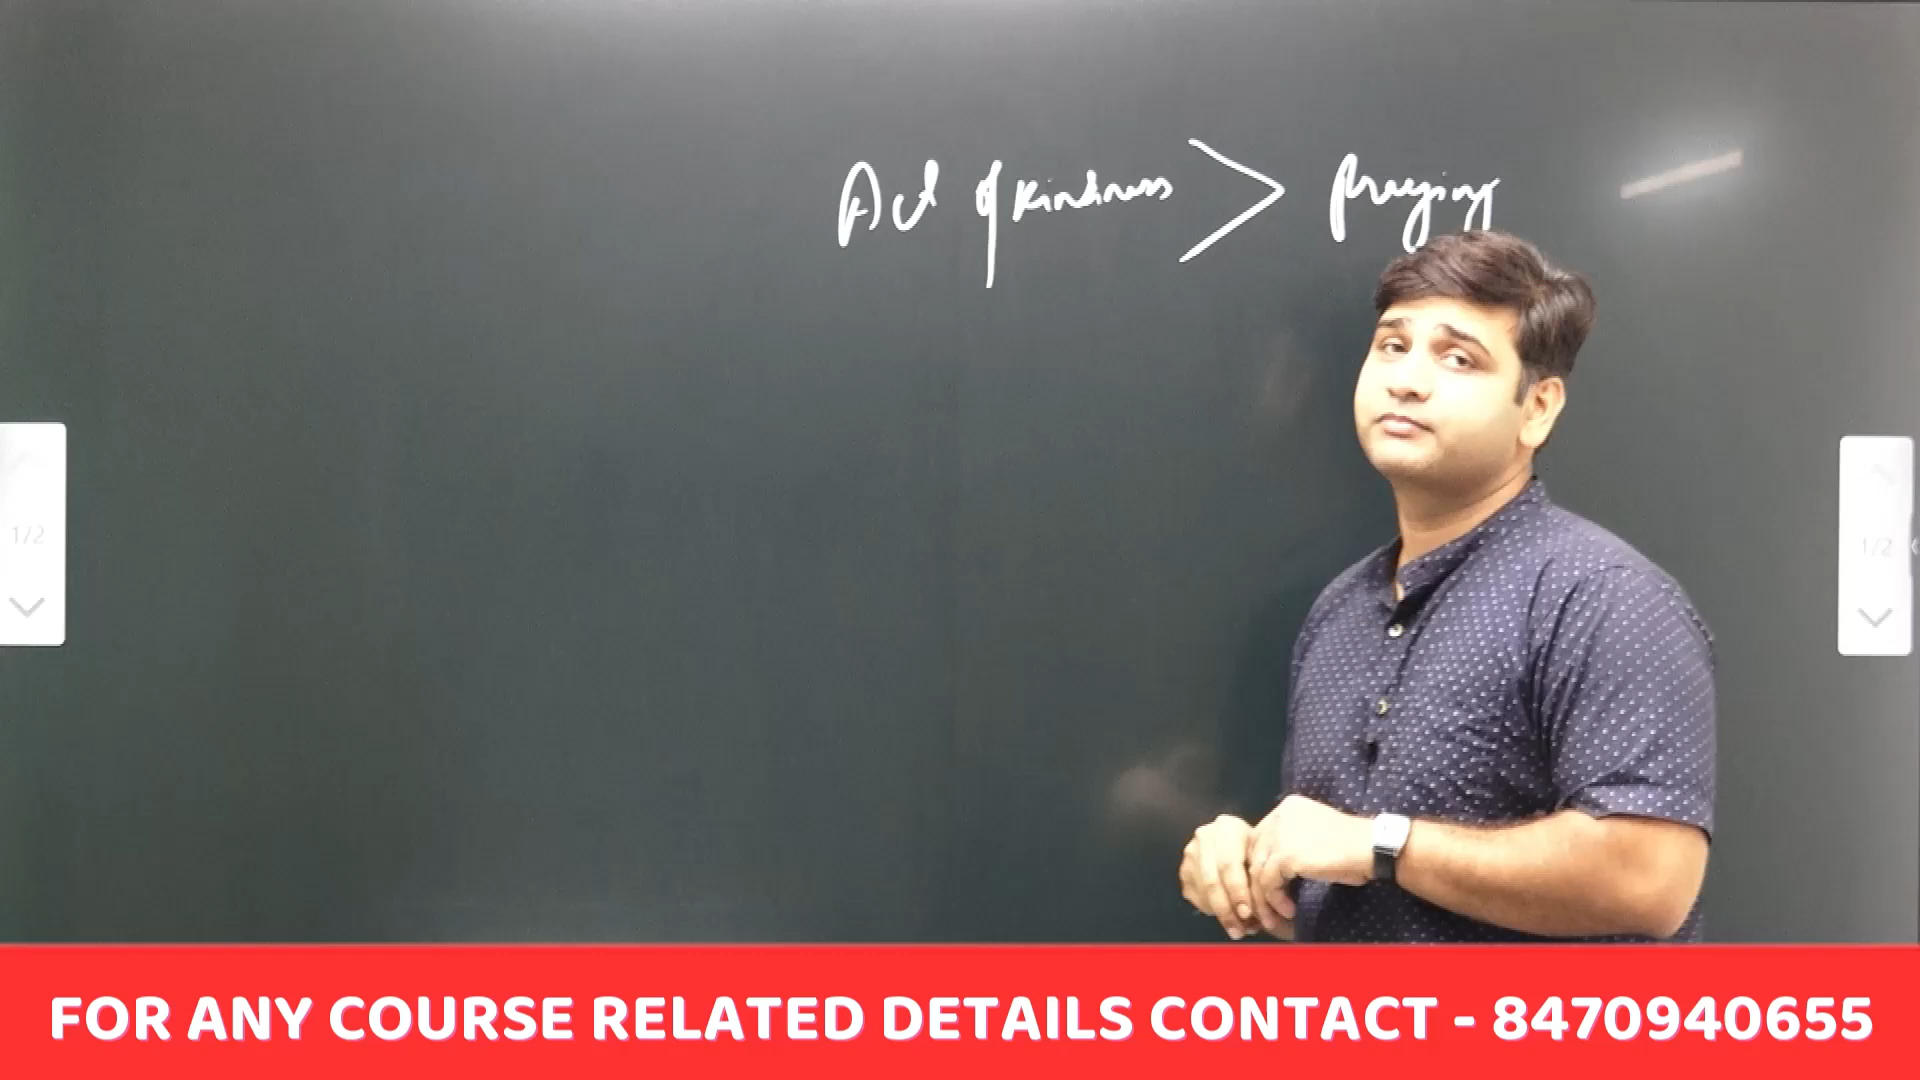 Act of kindness > Praying
1/2
1/2
FOR ANY COURSE RELATED DETAILS CONTACT - 8470940655